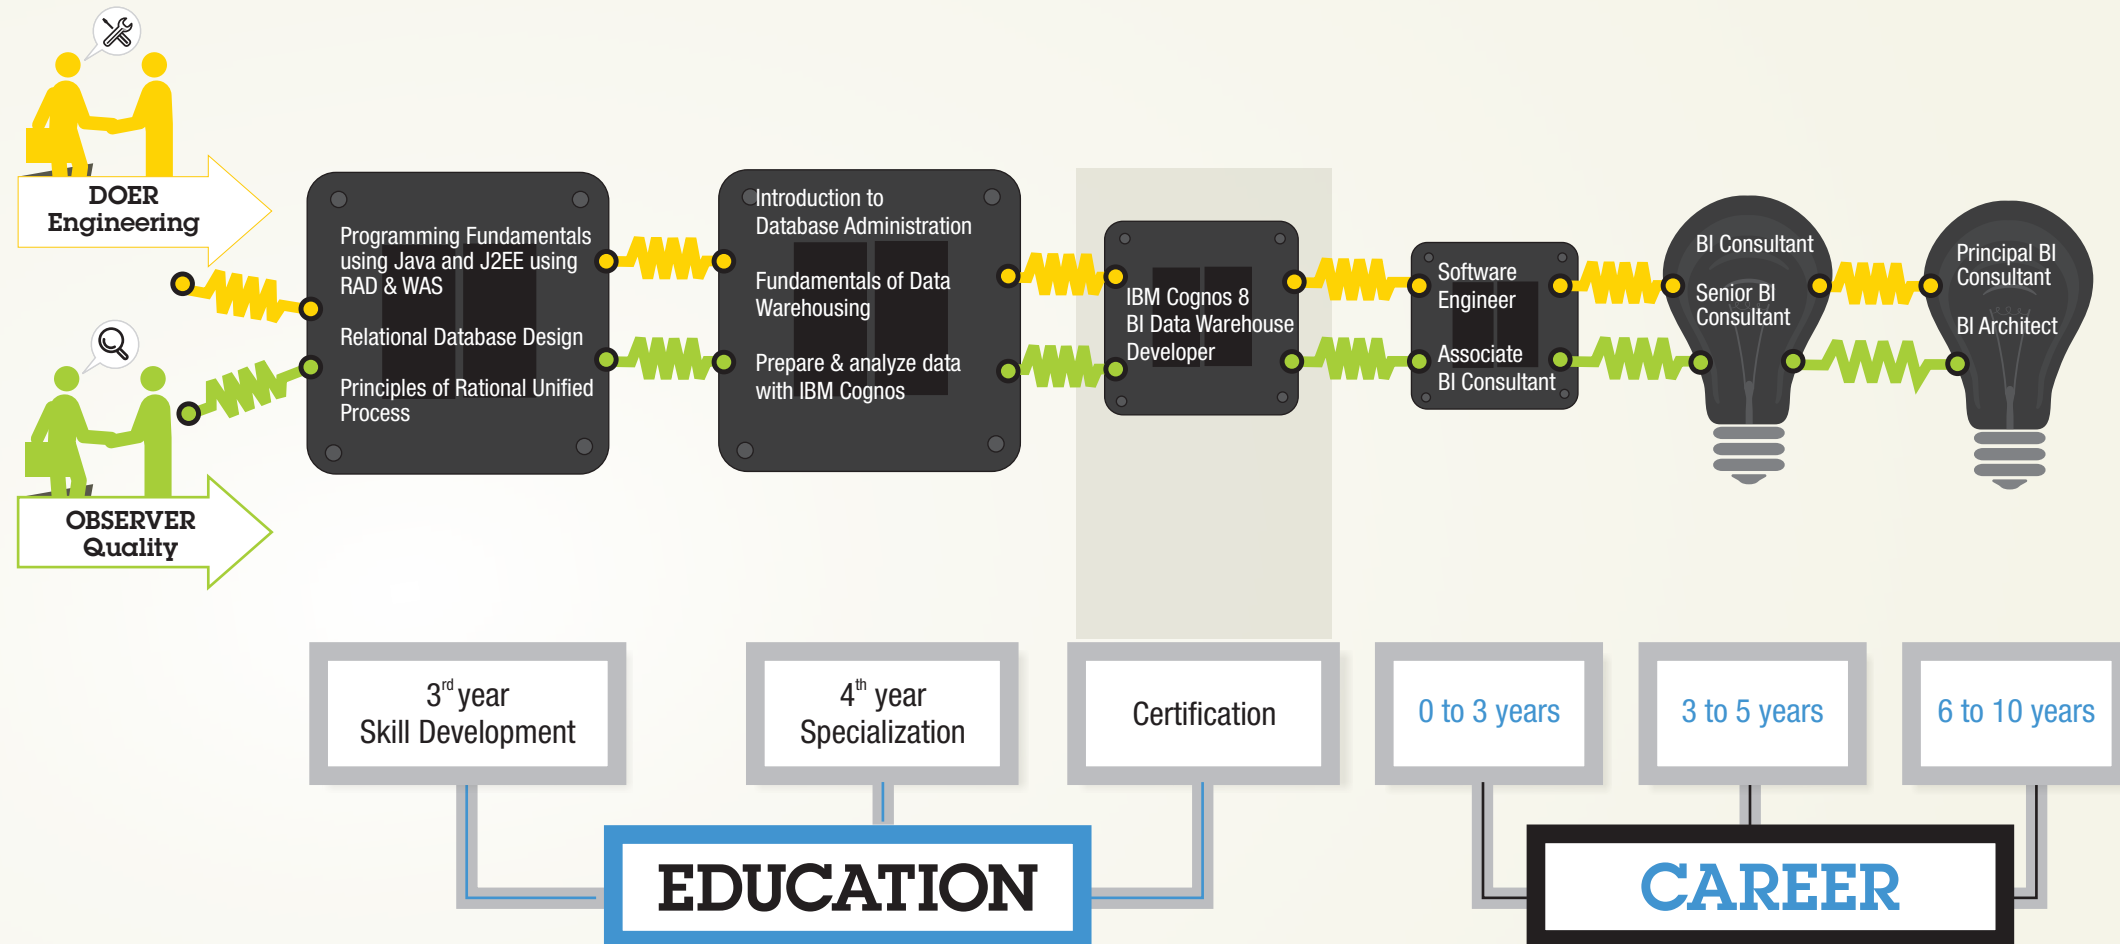 DOER
Engineering
OBSERVER
Quality
Programming Fundamentals
using Java and J2EE using
RAD & WAS
Relational Database Design
Principles of Rational Unified
Process
Introduction to
Database Administration
Fundamentals of Data
Warehousing
Prepare & analyze data
with IBM Cognos
IBM Cognos 8
BI Data Warehouse
Developer
Software
Engineer
Associate
BI Consultant
BI Consultant
Senior BI
Consultant
Principal BI
Consultant
BI Architect
3rd year
Skill Development
4th year
Specialization
Certification
0 to 3 years
3 to 5 years
6 to 10 years
EDUCATION
CAREER